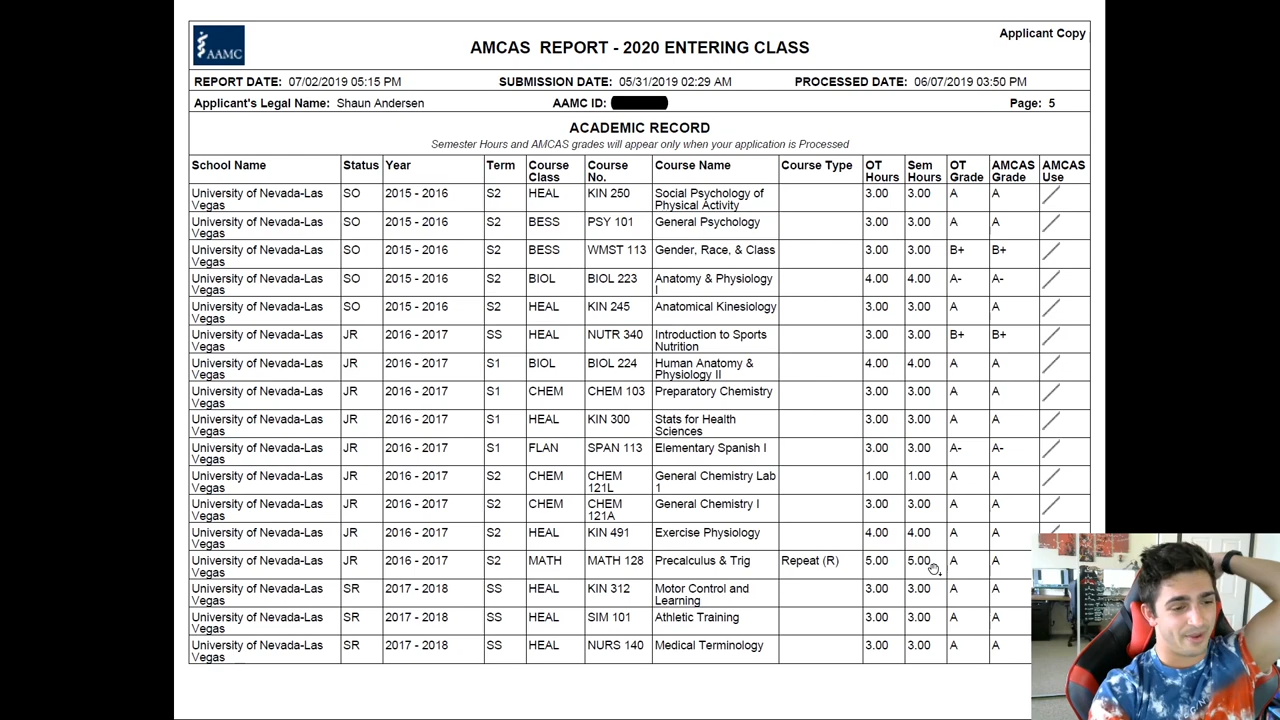 Applicant Copy
AAMC
AMCAS REPORT - 2020 ENTERING CLASS
REPORT DATE: 07/02/2019 05:15 PM SUBMISSION DATE: 05/31/2019 02:29 AM PROCESSED DATE: 06/07/2019 03:50 PM
Applicant's Legal Name: Shaun Andersen AAMC ID: Page: 5
ACADEMIC RECORD
Semester Hours and AMCAS grades will appear only when your application is Processed
School Name Status Year Term Course Class Course No. Course Name Course Type OT Hours Sem Hours OT Grade AMCAS Grade AMCAS Use
University of Nevada-Las Vegas SO 2015 - 2016 S2 HEAL KIN 250 Social Psychology of Physical Activity 3.00 3.00 A A
University of Nevada-Las Vegas SO 2015 - 2016 S2 BESS PSY 101 General Psychology 3.00 3.00 A A
University of Nevada-Las Vegas SO 2015 - 2016 S2 BESS WMST 113 Gender, Race, & Class 3.00 3.00 B+ B+
University of Nevada-Las Vegas SO 2015 - 2016 S2 BIOL BIOL 223 Anatomy & Physiology I 4.00 4.00 A- A-
University of Nevada-Las Vegas SO 2015 - 2016 S2 HEAL KIN 245 Anatomical Kinesiology 3.00 3.00 A A
University of Nevada-Las Vegas JR 2016 - 2017 SS HEAL NUTR 340 Introduction to Sports Nutrition 3.00 3.00 B+ B+
University of Nevada-Las Vegas JR 2016 - 2017 S1 BIOL BIOL 224 Human Anatomy & Physiology II 4.00 4.00 A A
University of Nevada-Las Vegas JR 2016 - 2017 S1 CHEM CHEM 103 Preparatory Chemistry 3.00 3.00 A A
University of Nevada-Las Vegas JR 2016 - 2017 S1 HEAL KIN 300 Stats for Health Sciences 3.00 3.00 A A
University of Nevada-Las Vegas JR 2016 - 2017 S1 FLAN SPAN 113 Elementary Spanish I 3.00 3.00 A- A-
University of Nevada-Las Vegas JR 2016 - 2017 S2 CHEM CHEM 121L General Chemistry Lab 1 1.00 1.00 A A
University of Nevada-Las Vegas JR 2016 - 2017 S2 CHEM CHEM 121A General Chemistry I 3.00 3.00 A A
University of Nevada-Las Vegas JR 2016 - 2017 S2 HEAL KIN 491 Exercise Physiology 4.00 4.00 A A
University of Nevada-Las Vegas JR 2016 - 2017 S2 MATH MATH 128 Precalculus & Trig Repeat (R) 5.00 5.00 A A
University of Nevada-Las Vegas SR 2017 - 2018 SS HEAL KIN 312 Motor Control and Learning 3.00 3.00 A A
University of Nevada-Las Vegas SR 2017 - 2018 SS HEAL SIM 101 Athletic Training 3.00 3.00 A A
University of Nevada-Las Vegas SR 2017 - 2018 SS HEAL NURS 140 Medical Terminology 3.00 3.00 A A